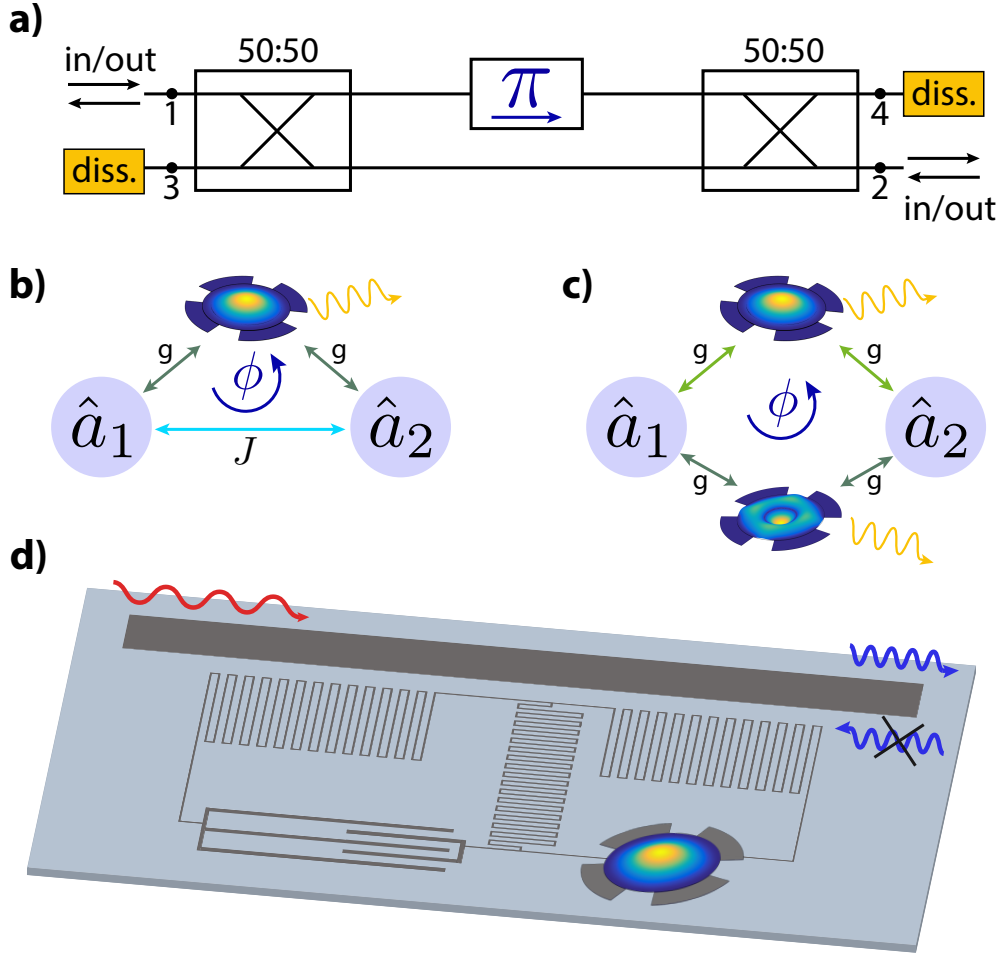 a)
50:50
50:50
in/out
π
1
4
diss.
diss.
3
2
in/out
b)
c)
g
g
g
g
ϕ
ϕ
â₁
â₂
â₁
â₂
J
g
g
d)